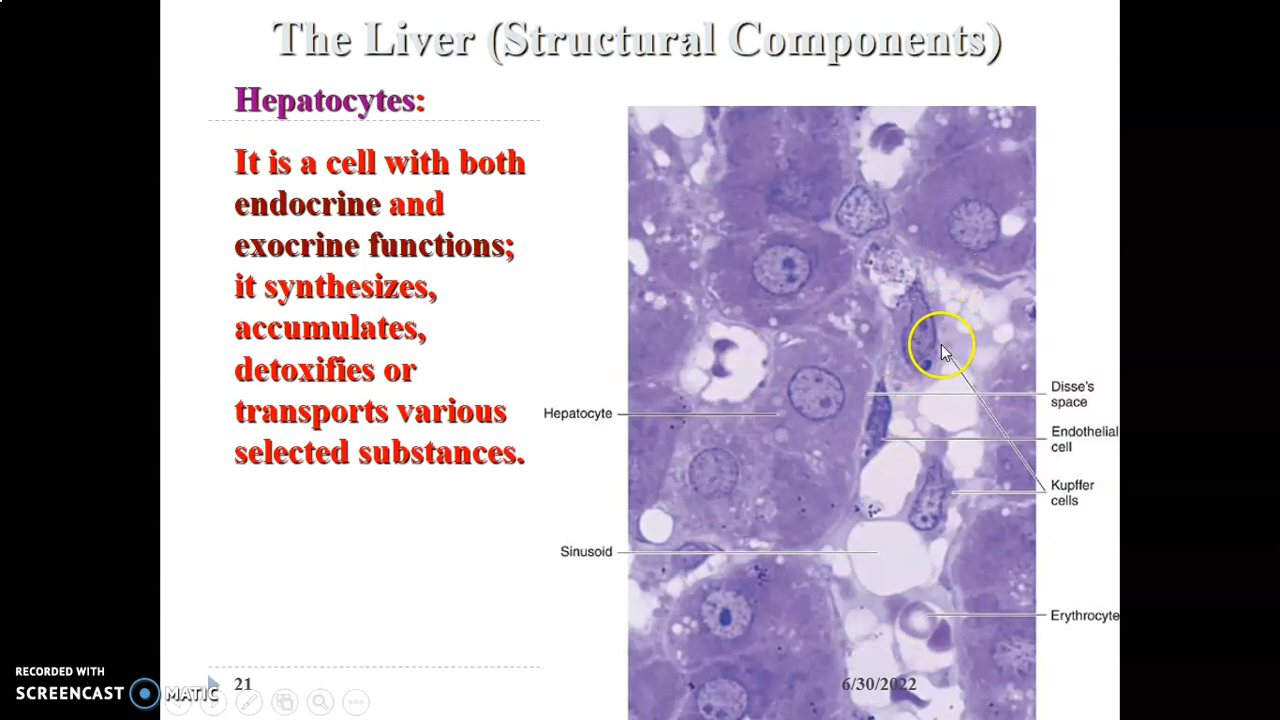 The Liver (Structural Components)
Hepatocytes:
It is a cell with both
endocrine and
exocrine functions;
it synthesizes,
accumulates,
detoxifies or
transports various
selected substances.
Hepatocyte
Sinusoid
Disse's
space
Endothelial
cell
Kupffer
cells
Erythrocyte
RECORDED WITH
SCREENCAST MATIC
21
6/30/2022